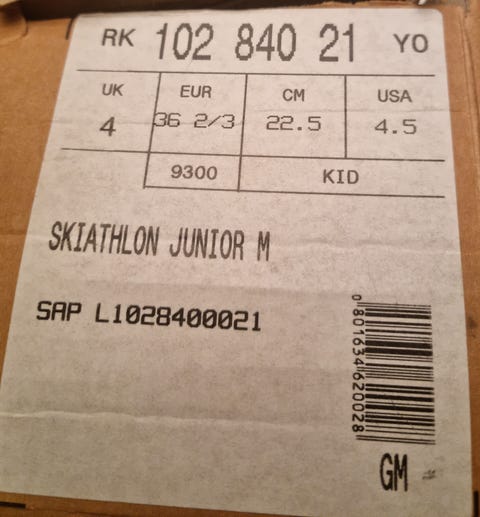 RK 102 840 21 YO
UK EUR CM USA
4 36 2/3 22.5 4.5
9300 KID
SKIATHLON JUNIOR M
SAP L1028400021
0801634620028
GM